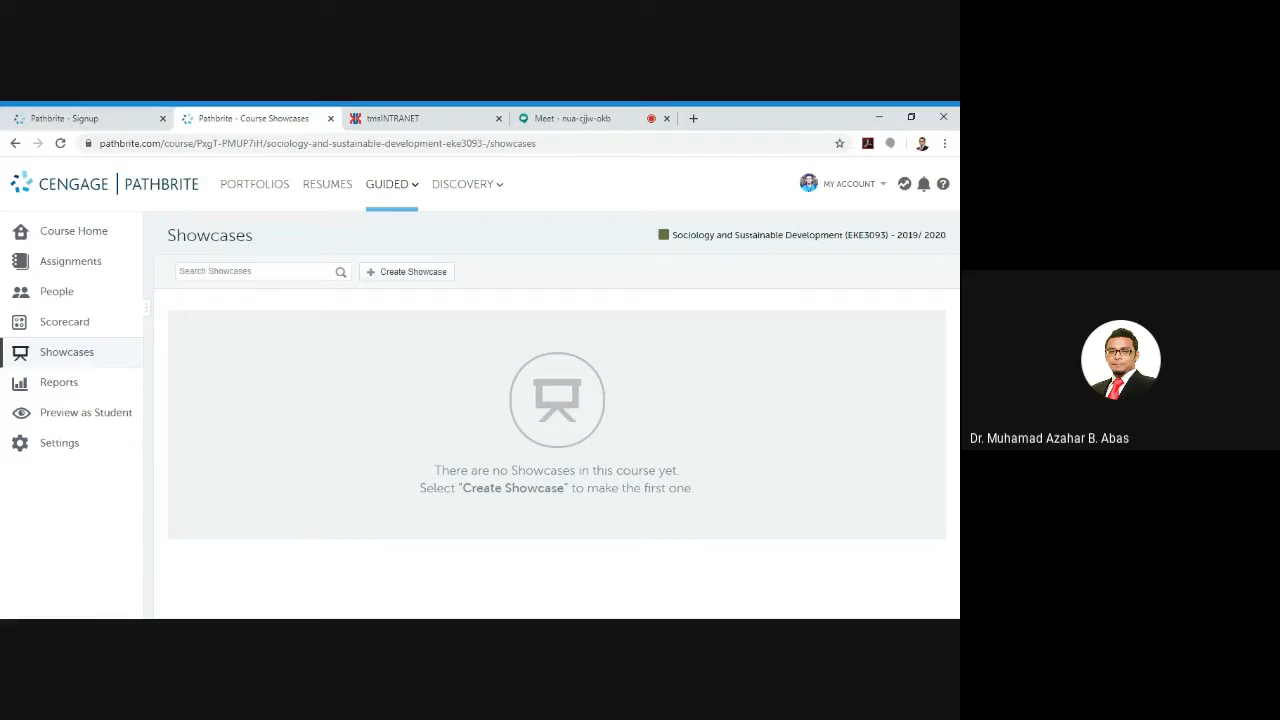 Pathbrite - Signup
Pathbrite - Course Showcases
tmsINTRANET
Meet - nua-cjjw-okb
pathbrite.com/course/PxgT-PMUP7iH/sociology-and-sustainable-development-eke3093-/showcases
CENGAGE PATHBRITE
PORTFOLIOS
RESUMES
GUIDED
DISCOVERY
MY ACCOUNT
Course Home
Assignments
People
Scorecard
Showcases
Reports
Preview as Student
Settings
Showcases
Sociology and Sustainable Development (EKE3093) - 2019/ 2020
Search Showcases
+ Create Showcase
There are no Showcases in this course yet.
Select "Create Showcase" to make the first one.
Dr. Muhamad Azahar B. Abas